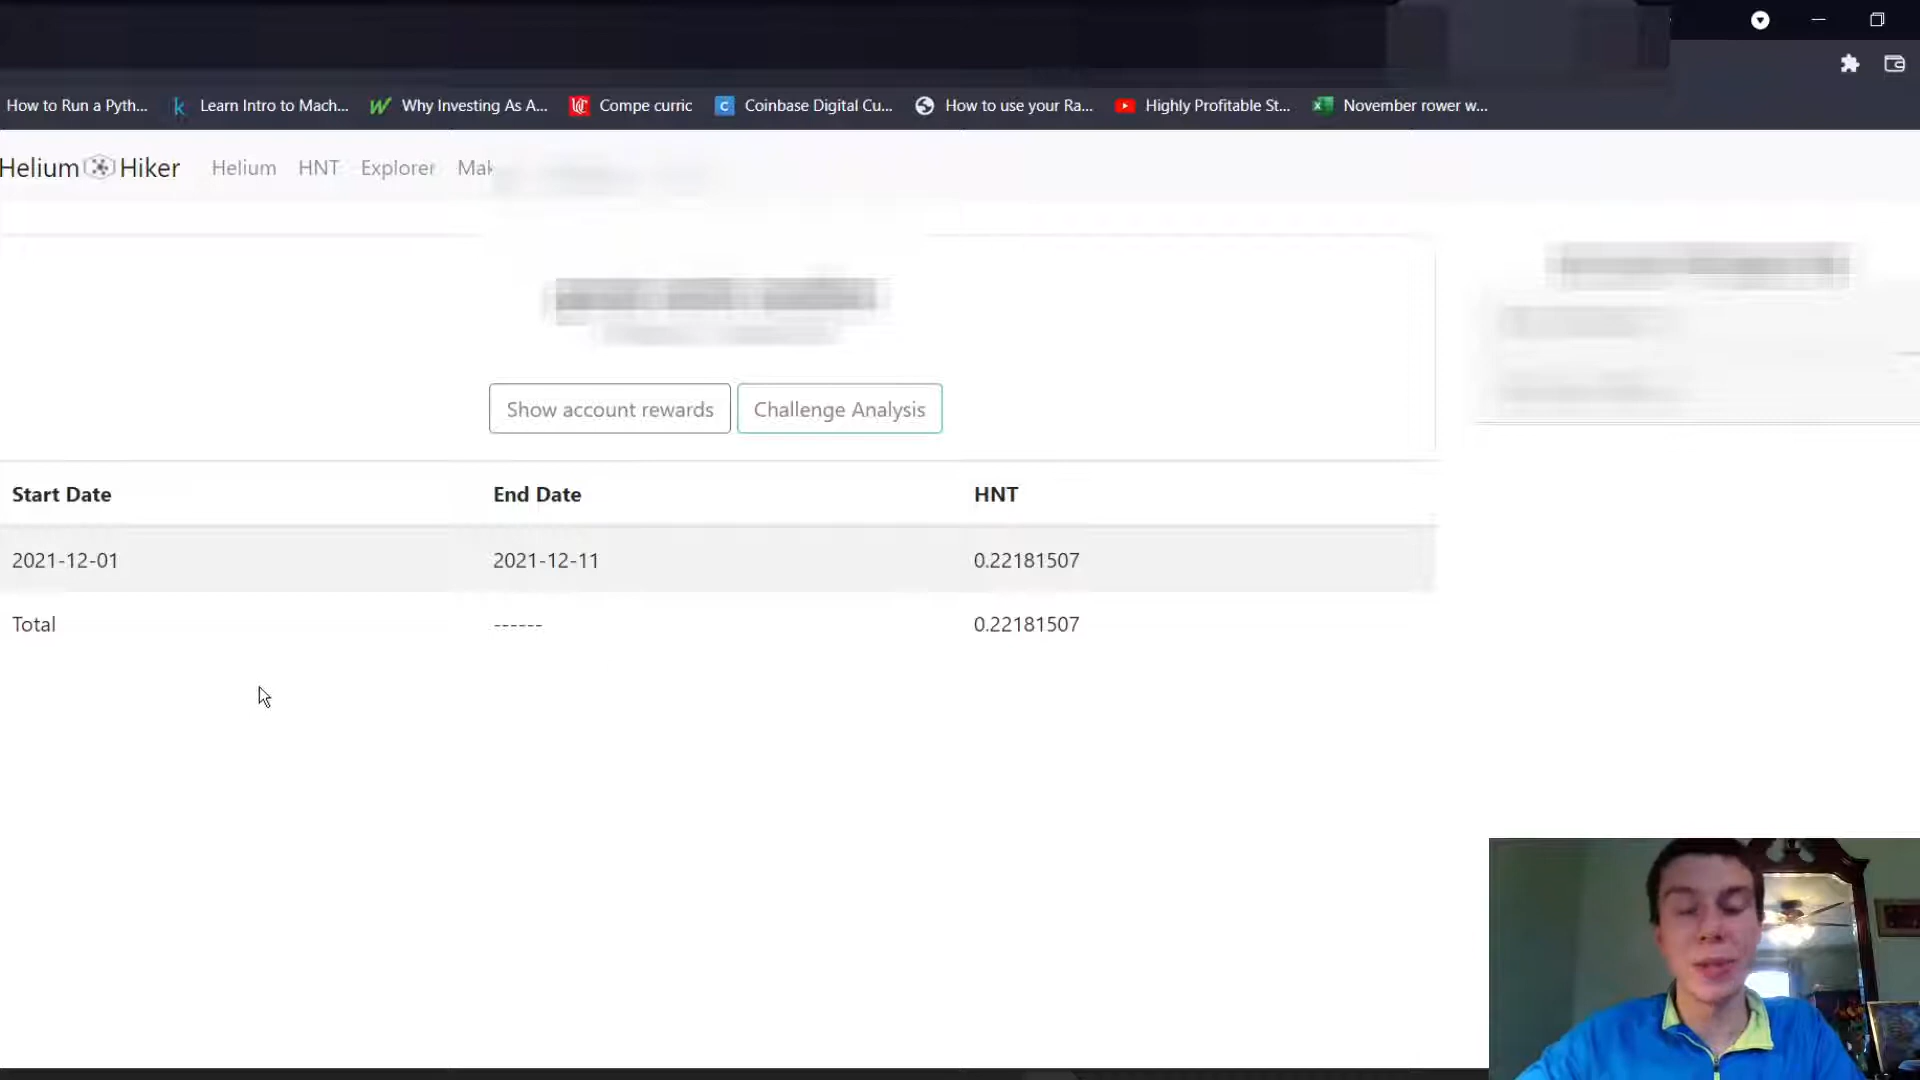 How to Run a Pyth... Learn Intro to Mach... Why Investing As A... Compe curric Coinbase Digital Cu... How to use your Ra... Highly Profitable St... November rower w...
Helium Hiker Helium HNT Explorer Mak
Show account rewards Challenge Analysis
Start Date End Date HNT
2021-12-01 2021-12-11 0.22181507
Total ------ 0.22181507